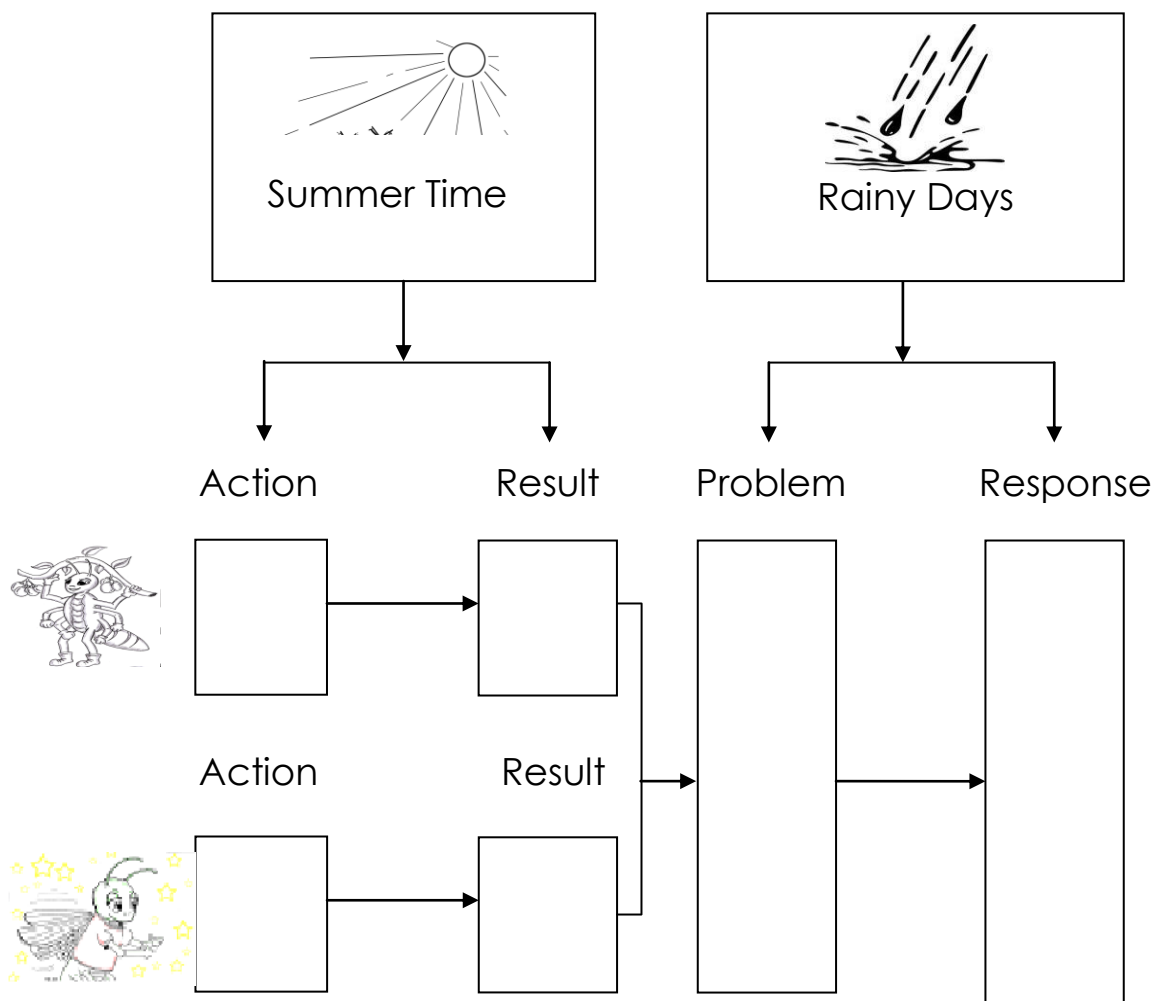 Summer Time
Rainy Days
Action
Result
Problem
Response
Action
Result